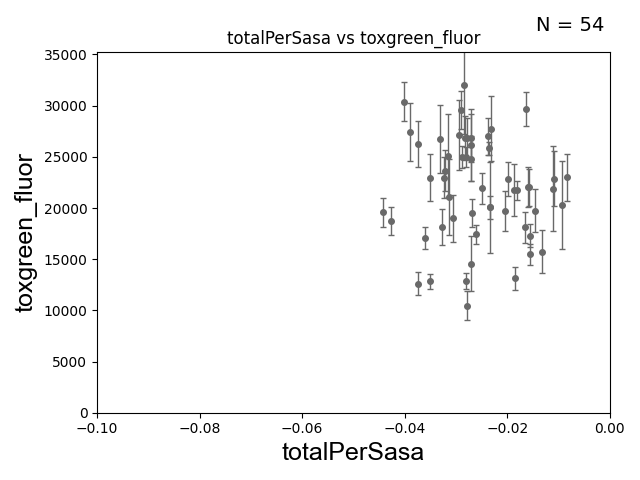 N = 54
totalPerSasa vs toxgreen_fluor
toxgreen_fluor
35000
30000
25000
20000
15000
10000
5000
0
−0.10 −0.08 −0.06 −0.04 −0.02 0.00
totalPerSasa